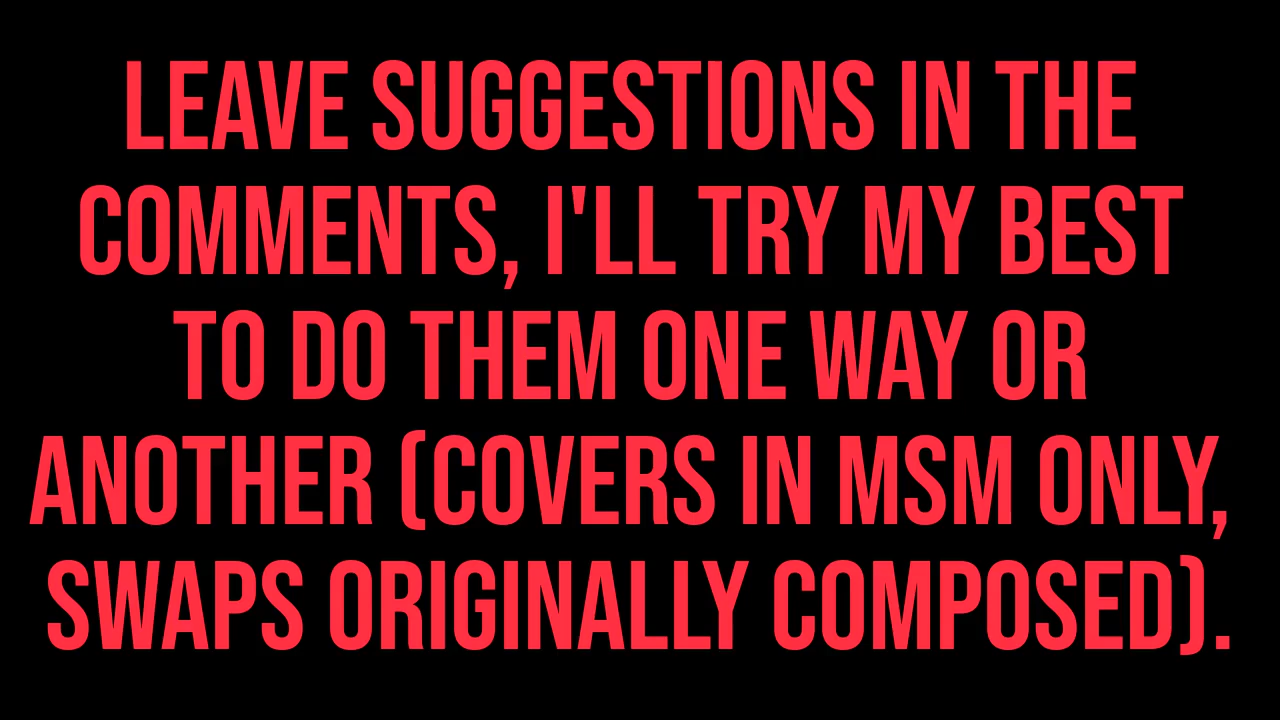 LEAVE SUGGESTIONS IN THE
COMMENTS, I'LL TRY MY BEST
TO DO THEM ONE WAY OR
ANOTHER (COVERS IN MSM ONLY,
SWAPS ORIGINALLY COMPOSED).